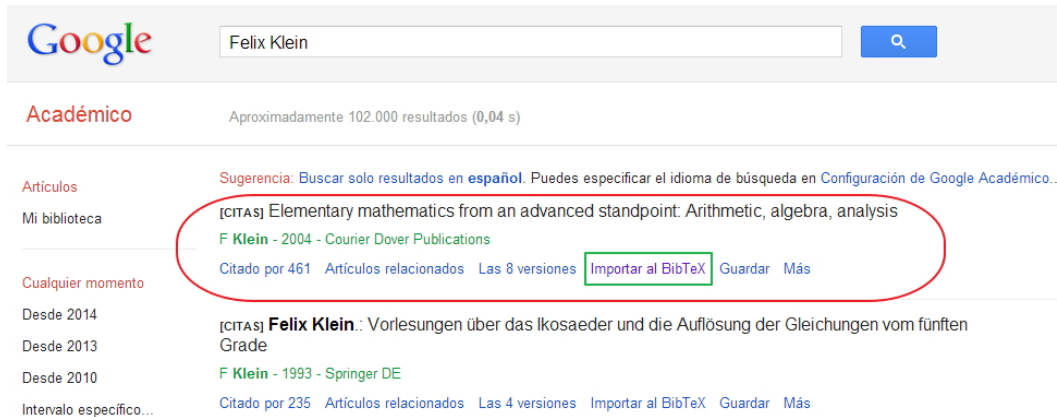 Google
Felix Klein
Académico
Aproximadamente 102.000 resultados (0,04 s)
Artículos
Mi biblioteca
Cualquier momento
Desde 2014
Desde 2013
Desde 2010
Intervalo específico...
Sugerencia: Buscar solo resultados en español. Puedes especificar el idioma de búsqueda en Configuración de Google Académico..
[CITAS] Elementary mathematics from an advanced standpoint: Arithmetic, algebra, analysis
F Klein - 2004 - Courier Dover Publications
Citado por 461 Artículos relacionados Las 8 versiones Importar al BibTeX Guardar Más
[CITAS] Felix Klein.: Vorlesungen über das Ikosaeder und die Auflösung der Gleichungen vom fünften
Grade
F Klein - 1993 - Springer DE
Citado por 235 Artículos relacionados Las 4 versiones Importar al BibTeX Guardar Más